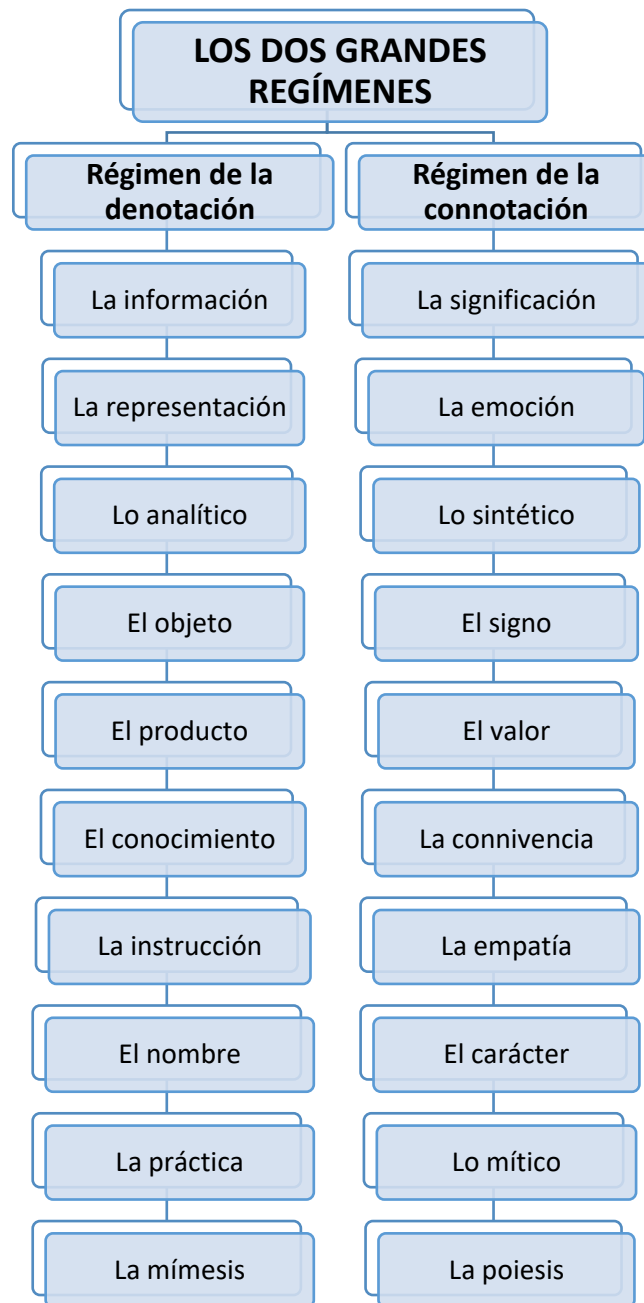 LOS DOS GRANDES
REGÍMENES
Régimen de la
denotación
La información
La representación
Lo analítico
El objeto
El producto
El conocimiento
La instrucción
El nombre
La práctica
La mímesis
Régimen de la
connotación
La significación
La emoción
Lo sintético
El signo
El valor
La connivencia
La empatía
El carácter
Lo mítico
La poiesis